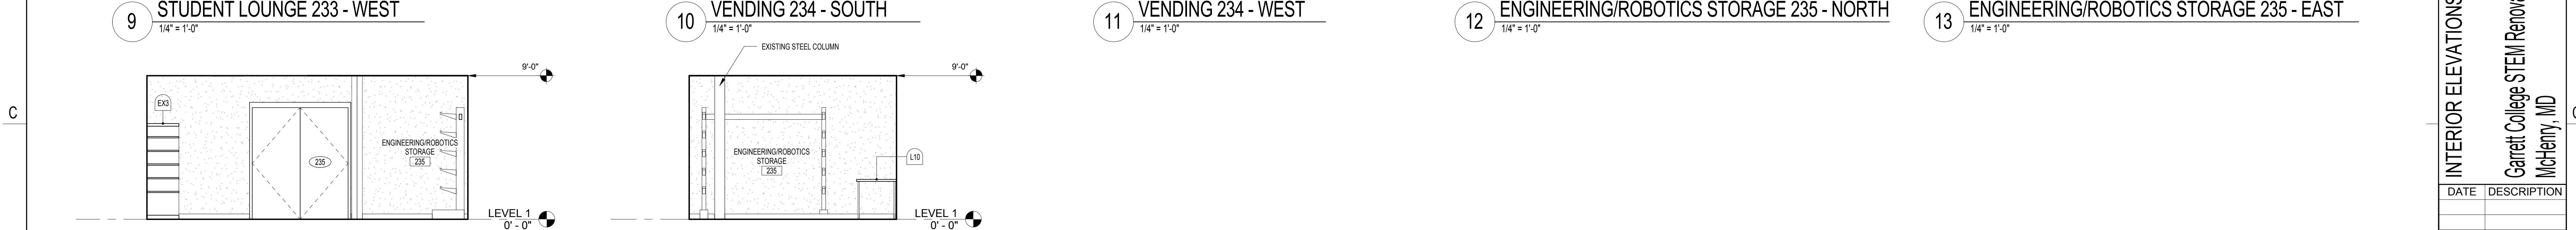 9 STUDENT LOUNGE 233 - WEST
1/4" = 1'-0"
10 VENDING 234 - SOUTH
1/4" = 1'-0"
11 VENDING 234 - WEST
1/4" = 1'-0"
12 ENGINEERING/ROBOTICS STORAGE 235 - NORTH
1/4" = 1'-0"
13 ENGINEERING/ROBOTICS STORAGE 235 - EAST
1/4" = 1'-0"
C
EX3
235
ENGINEERING/ROBOTICS
STORAGE
235
9'-0"
LEVEL 1
0' - 0"
EXISTING STEEL COLUMN
ENGINEERING/ROBOTICS
STORAGE
235
L10
9'-0"
LEVEL 1
0' - 0"
INTERIOR ELEVATIONS
Garrett College STEM Renova
McHenry, MD
DATE DESCRIPTION